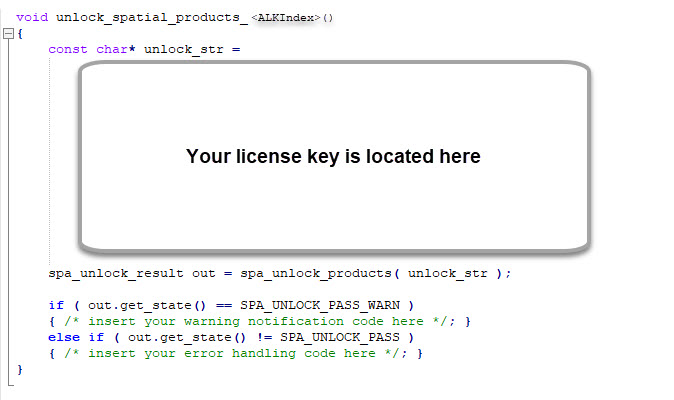 void unlock_spatial_products_<ALKIndex>()
{
const char* unlock_str =
Your license key is located here
spa_unlock_result out = spa_unlock_products( unlock_str );
if ( out.get_state() == SPA_UNLOCK_PASS_WARN )
{ /* insert your warning notification code here */; }
else if ( out.get_state() != SPA_UNLOCK_PASS )
{ /* insert your error handling code here */; }
}